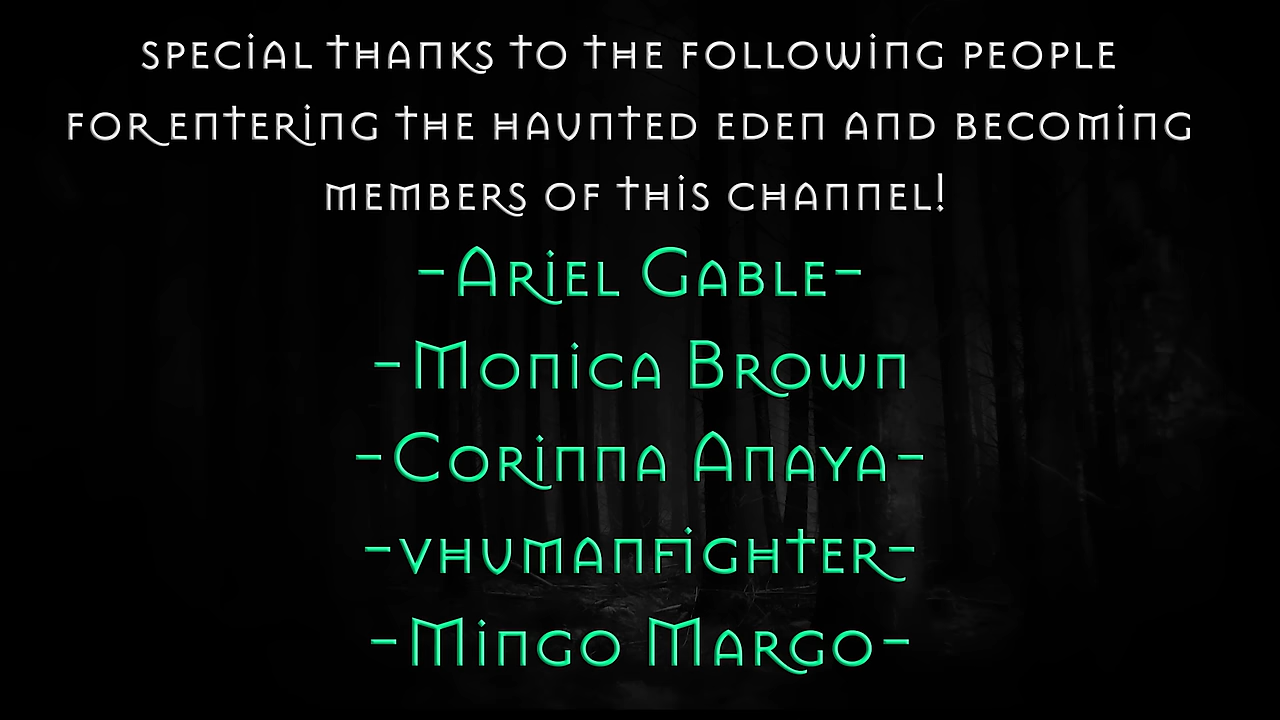 SPECIAL THANKS TO THE FOLLOWING PEOPLE
FOR ENTERING THE HAUNTED EDEN AND BECOMING
MEMBERS OF THIS CHANNEL!
-Ariel Gable-
-Monica Brown
-Corinna Anaya-
-vhumanfighter-
-Mingo Margo-